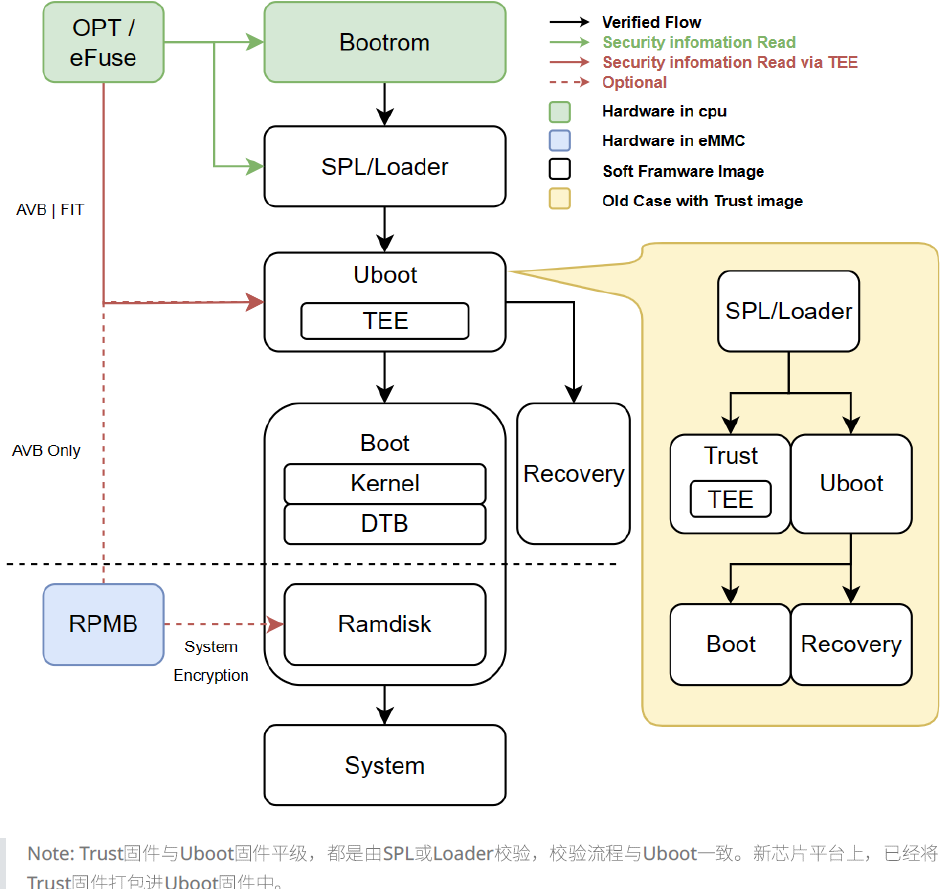 OPT /
eFuse
Bootrom
Verified Flow
Security infomation Read
Security infomation Read via TEE
Optional
Hardware in cpu
Hardware in eMMC
Soft Framware Image
Old Case with Trust image
SPL/Loader
AVB | FIT
Uboot
TEE
SPL/Loader
Boot
Kernel
DTB
Recovery
AVB Only
Trust
TEE
Uboot
RPMB
System
Encryption
Ramdisk
Boot
Recovery
System
Note: Trust固件与Uboot固件平级，都是由SPL或Loader校验，校验流程与Uboot一致。新芯片平台上，已经将
Trust固件打包进Uboot固件中。